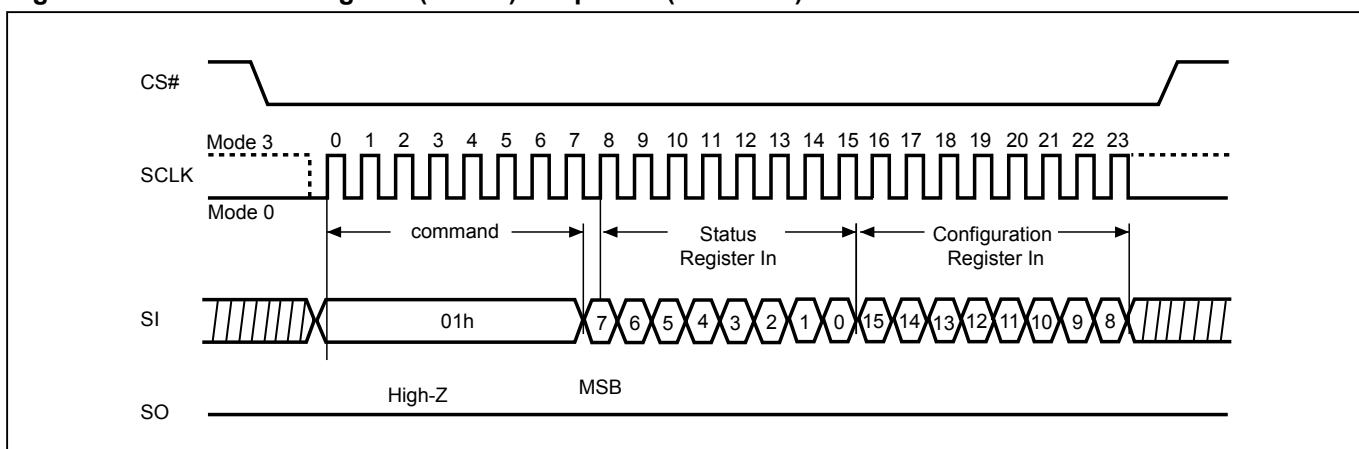 CS#
Mode 3
0 1 2 3 4 5 6 7 8 9 10 11 12 13 14 15 16 17 18 19 20 21 22 23
SCLK
Mode 0
command
Status
Register In
Configuration
Register In
SI
01h
7 6 5 4 3 2 1 0 15 14 13 12 11 10 9 8
High-Z
MSB
SO